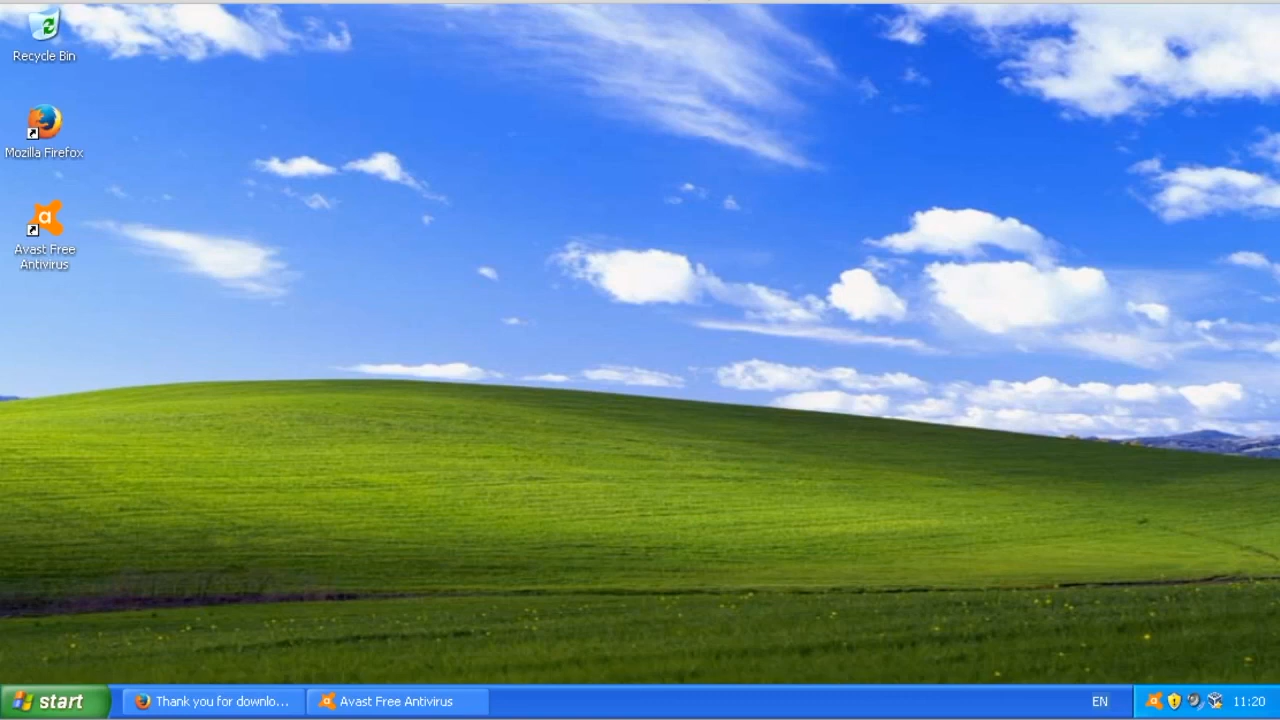 Recycle Bin
Mozilla Firefox
Avast Free
Antivirus
start
Thank you for downlo...
Avast Free Antivirus
EN
11:20